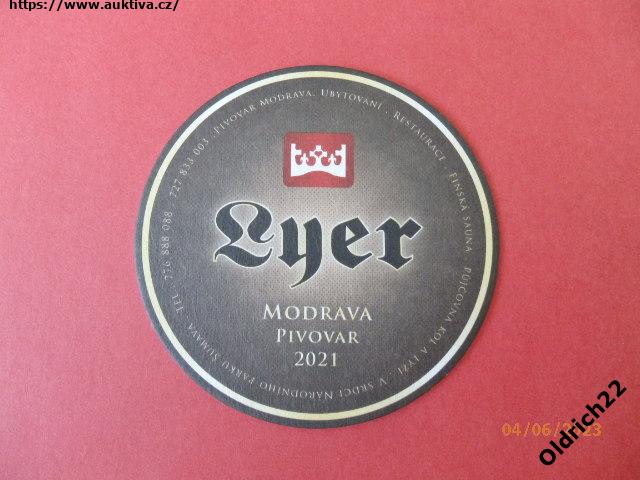 https://www.auktiva.cz/
Pivovar Modrava, Ubytování . Restaurace . Finská sauna . Půjčovna kol a lyží . V srdci Národního parku Šumava . Tel. 776 888 088 . 727 833 003 .
Lyer
Modrava
Pivovar
2021
04/06/2023
Oldrich22